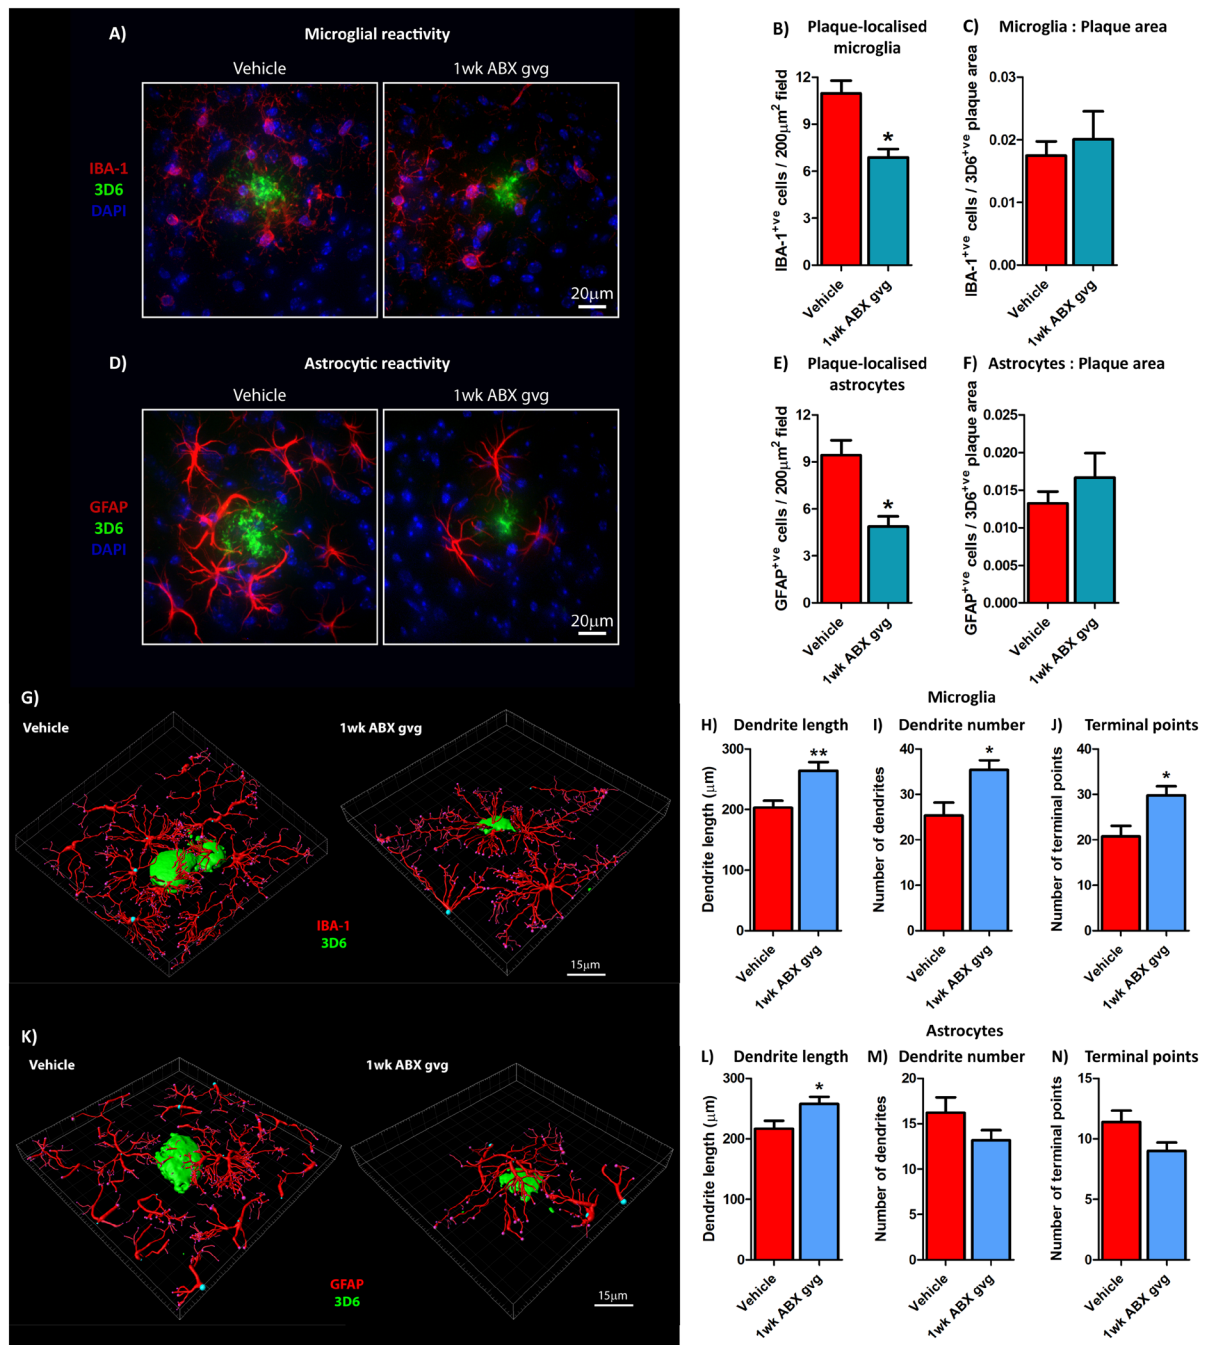 A)
Microglial reactivity
Vehicle
1wk ABX gvg
IBA-1
3D6
DAPI
20µm
B) Plaque-localised
microglia
IBA-1+ve cells / 200µm2 field
12
9
6
3
0
*
Vehicle
1wk ABX gvg
C) Microglia : Plaque area
IBA-1+ve cells / 3D6+ve plaque area
0.03
0.02
0.01
0.00
Vehicle
1wk ABX gvg
D)
Astrocytic reactivity
Vehicle
1wk ABX gvg
GFAP
3D6
DAPI
20µm
E) Plaque-localised
astrocytes
GFAP+ve cells / 200µm2 field
12
9
6
3
0
*
Vehicle
1wk ABX gvg
F) Astrocytes : Plaque area
GFAP+ve cells / 3D6+ve plaque area
0.025
0.020
0.015
0.010
0.005
0.000
Vehicle
1wk ABX gvg
G)
Vehicle
1wk ABX gvg
IBA-1
3D6
15µm
Microglia
H) Dendrite length
Dendrite length (µm)
300
200
100
0
**
Vehicle
1wk ABX gvg
I) Dendrite number
Number of dendrites
40
30
20
10
0
*
Vehicle
1wk ABX gvg
J) Terminal points
Number of terminal points
40
30
20
10
0
*
Vehicle
1wk ABX gvg
K)
Vehicle
1wk ABX gvg
GFAP
3D6
15µm
Astrocytes
L) Dendrite length
Dendrite length (µm)
300
200
100
0
*
Vehicle
1wk ABX gvg
M) Dendrite number
Number of dendrites
20
15
10
5
0
Vehicle
1wk ABX gvg
N) Terminal points
Number of terminal points
15
10
5
0
Vehicle
1wk ABX gvg